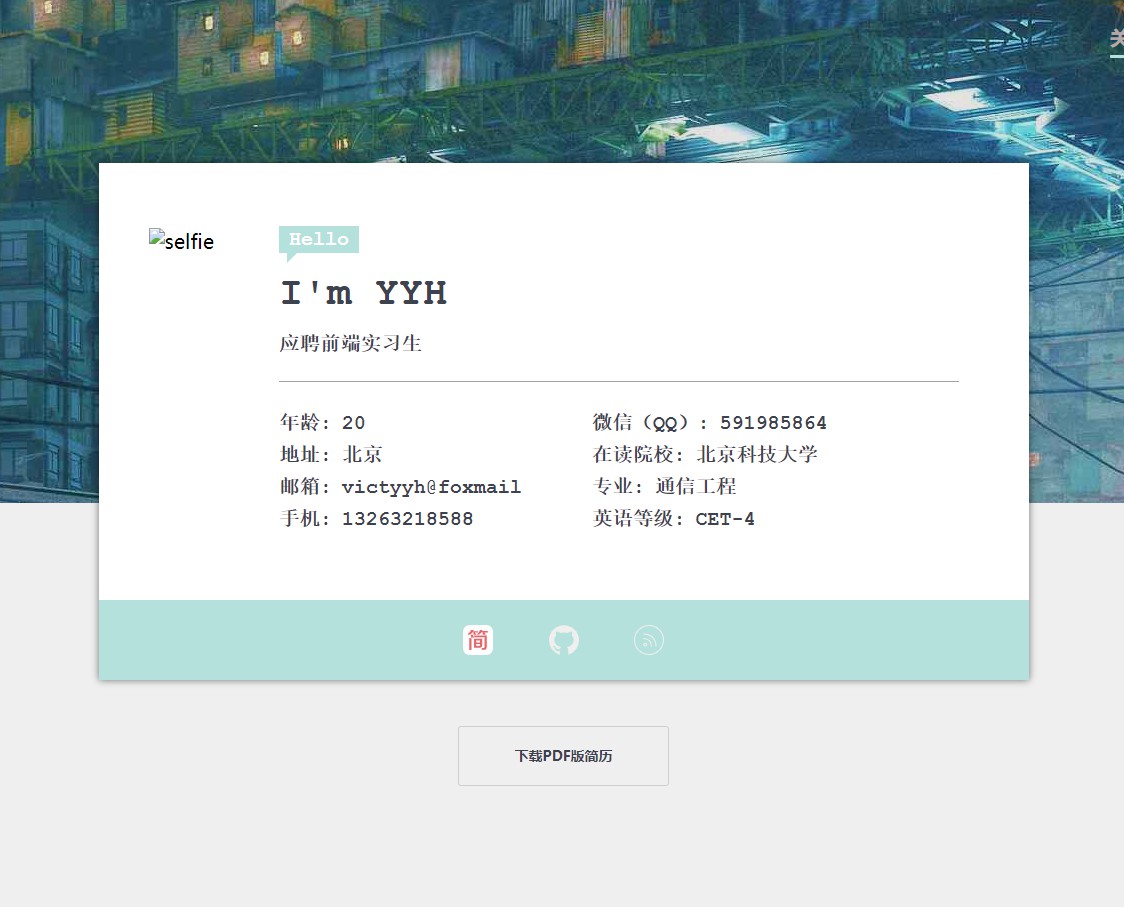 关
selfie
Hello
I'm YYH
应聘前端实习生
年龄: 20
微信（QQ）: 591985864
地址: 北京
在读院校: 北京科技大学
邮箱: victyyh@foxmail
专业: 通信工程
手机: 13263218588
英语等级: CET-4
简
下载PDF版简历